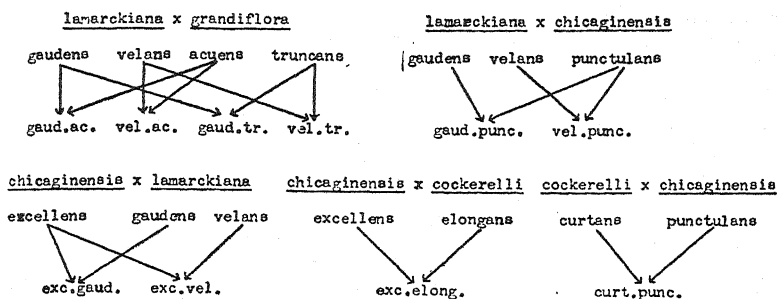 lamarckiana x grandiflora
gaudens velans acuens truncans
gaud.ac. vel.ac. gaud.tr. vel.tr.
lamarckiana x chicaginensis
gaudens velans punctulans
gaud.punc. vel.punc.
chicaginensis x lamarckiana
excellens gaudens velans
exc.gaud. exc.vel.
chicaginensis x cockerelli
excellens elongans
exc.elong.
cockerelli x chicaginensis
curtans punctulans
curt.punc.